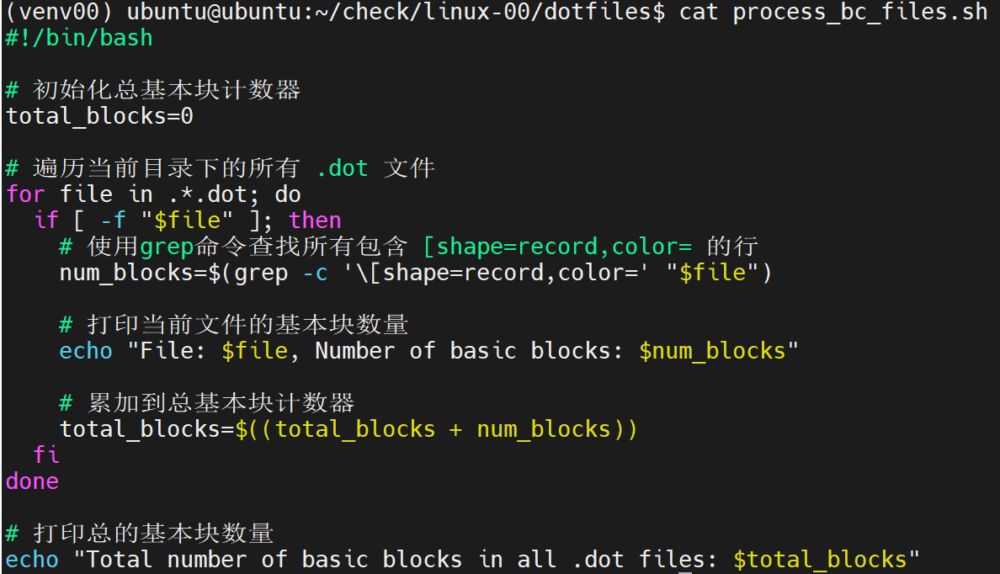 (venv00) ubuntu@ubuntu:~/check/linux-00/dotfiles$ cat process_bc_files.sh
#!/bin/bash
# 初始化总基本块计数器
total_blocks=0
# 遍历当前目录下的所有 .dot 文件
for file in .*.dot; do
  if [ -f "$file" ]; then
    # 使用grep命令查找所有包含 [shape=record,color= 的行
    num_blocks=$(grep -c '\[shape=record,color=' "$file")
    # 打印当前文件的基本块数量
    echo "File: $file, Number of basic blocks: $num_blocks"
    # 累加到总基本块计数器
    total_blocks=$((total_blocks + num_blocks))
  fi
done
# 打印总的基本块数量
echo "Total number of basic blocks in all .dot files: $total_blocks"